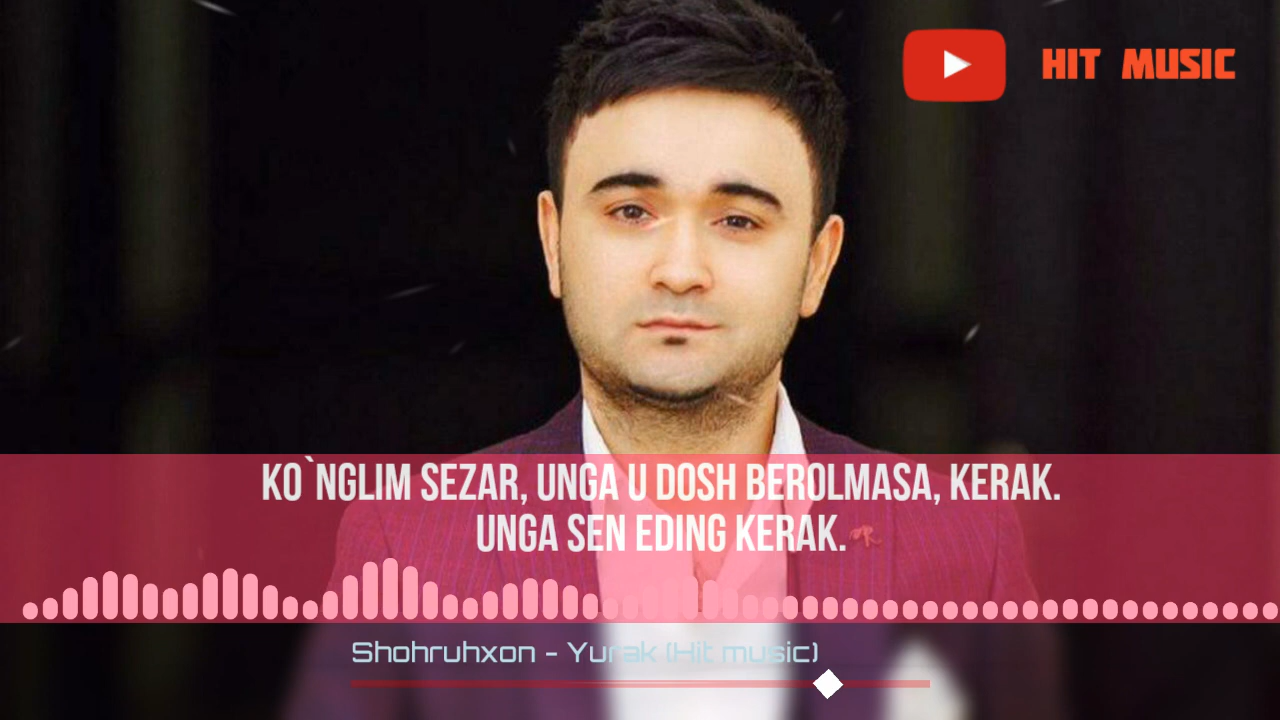 HIT MUSIC
KO`NGLIM SEZAR, UNGA U DOSH BEROLMASA, KERAK.
UNGA SEN EDING KERAK.
Shohruhxon - Yurak (Hit music)